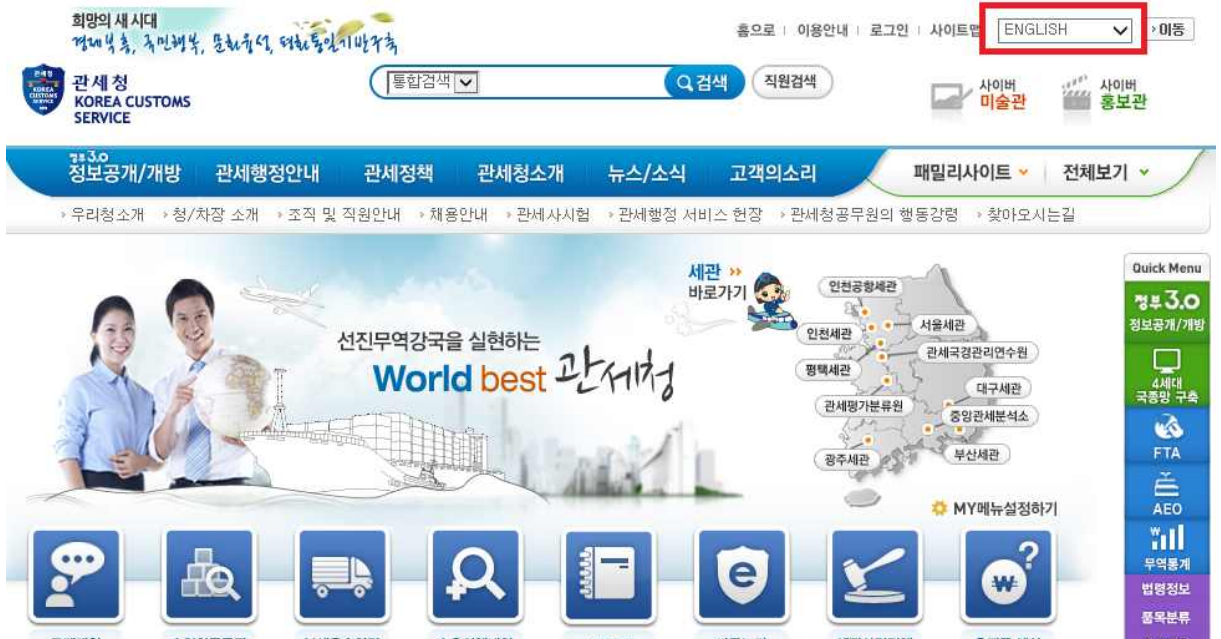 희망의 새 시대
경제부흥, 국민행복, 문화융성, 평화통일기반구축
홈으로 이용안내 로그인 사이트맵 ENGLISH 이동
KOREA CUSTOMS SERVICE
관세청
KOREA CUSTOMS
SERVICE
통합검색 검색 직원검색
사이버
미술관
사이버
홍보관
정부3.0
정보공개/개방 관세행정안내 관세정책 관세청소개 뉴스/소식 고객의소리 패밀리사이트 전체보기
우리청소개 청/차장 소개 조직 및 직원안내 채용안내 관세사시험 관세행정 서비스 헌장 관세청공무원의 행동강령 찾아오시는길
선진무역강국을 실현하는
World best 관세청
세관
바로가기
인천공항세관
인천세관
서울세관
관세국경관리연수원
평택세관
대구세관
관세평가분류원
중앙관세분석소
광주세관
부산세관
MY메뉴설정하기
Quick Menu
정부 3.0
정보공개/개방
4세대
국종망 구축
FTA
AEO
무역통계
법령정보
품목분류